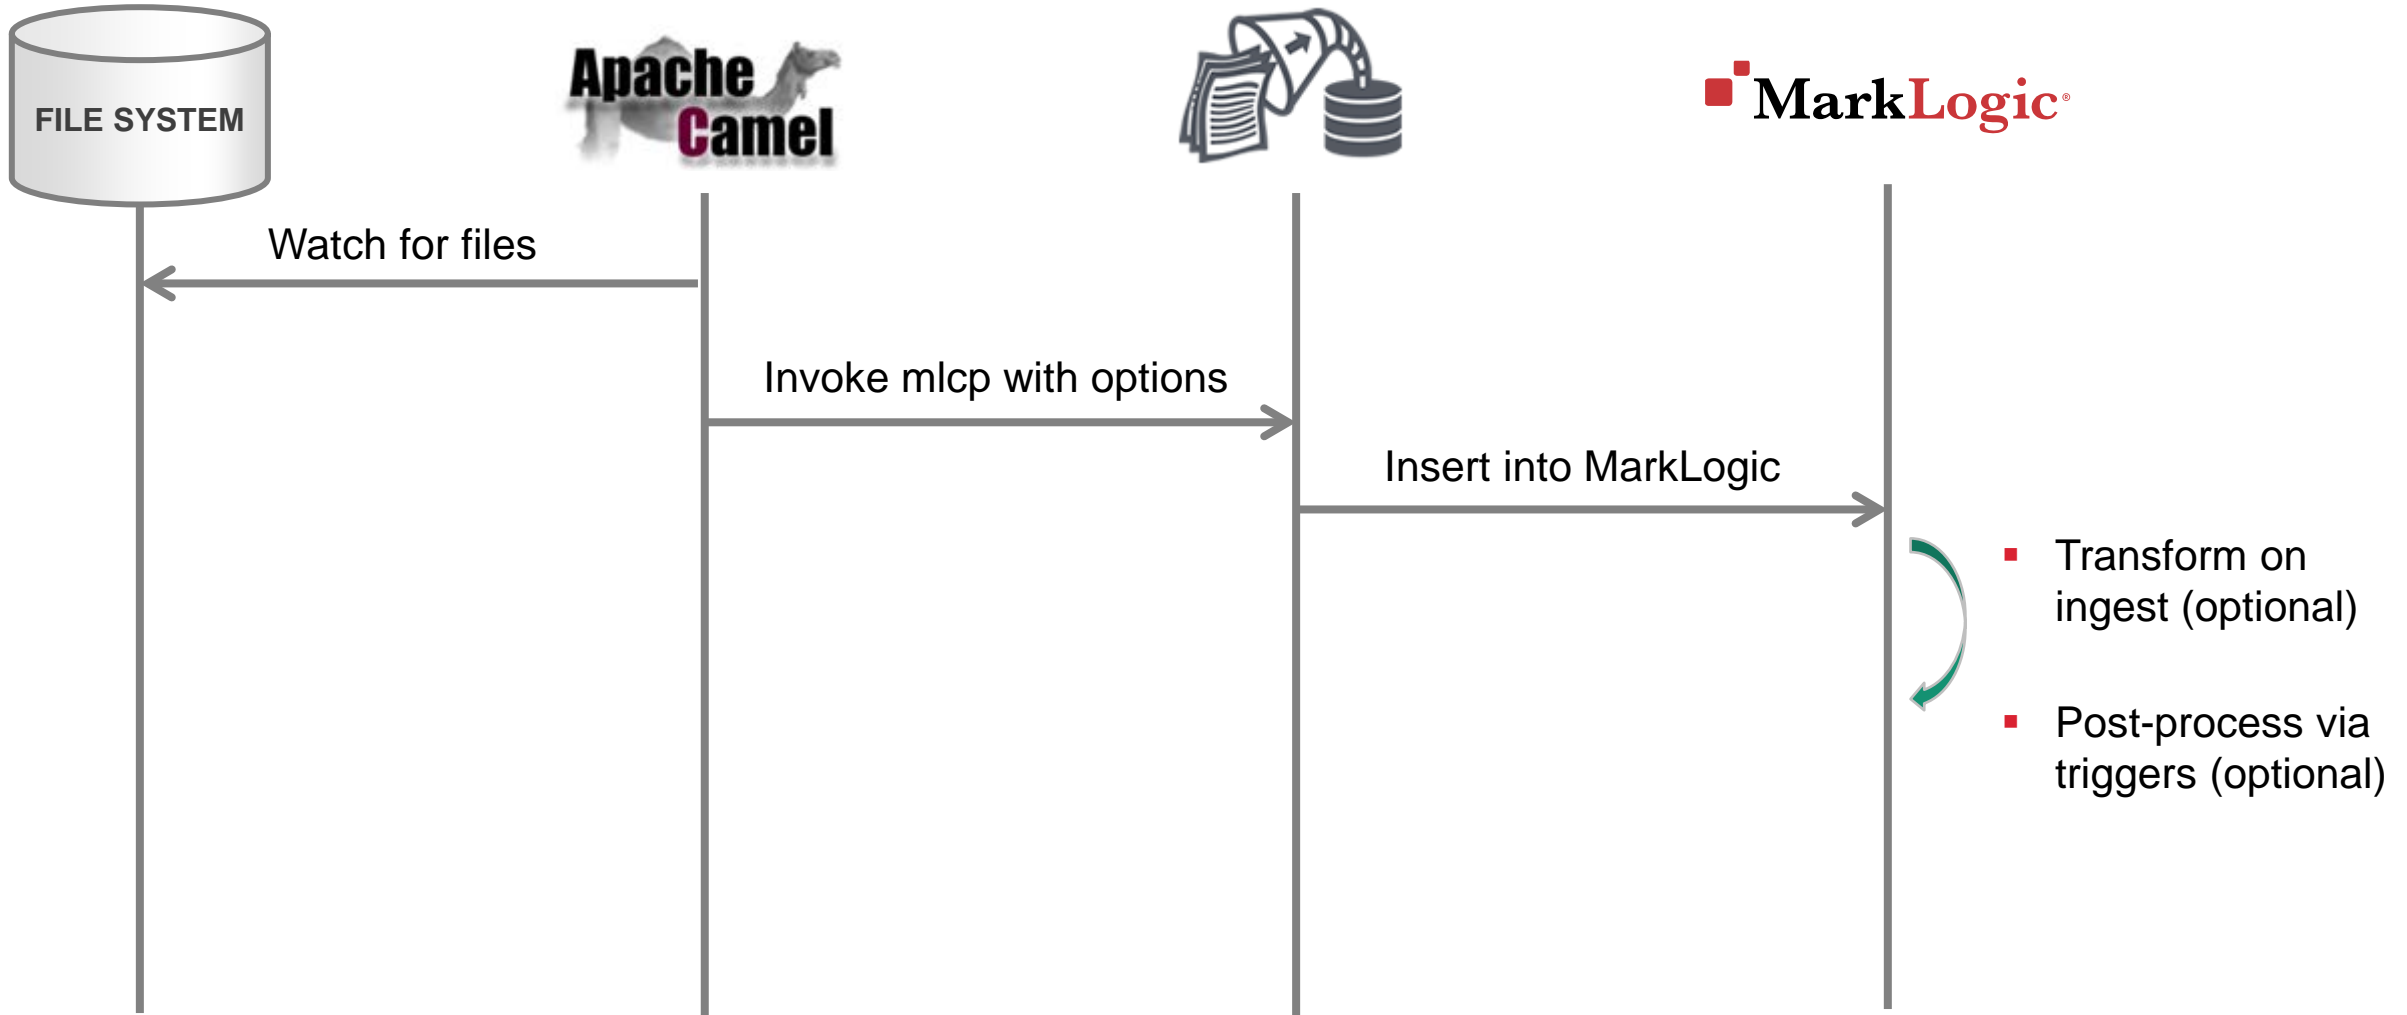 FILE SYSTEM
Apache
Camel
MarkLogic®
Watch for files
Invoke mlcp with options
Insert into MarkLogic
▪ Transform on
ingest (optional)
▪ Post-process via
triggers (optional)